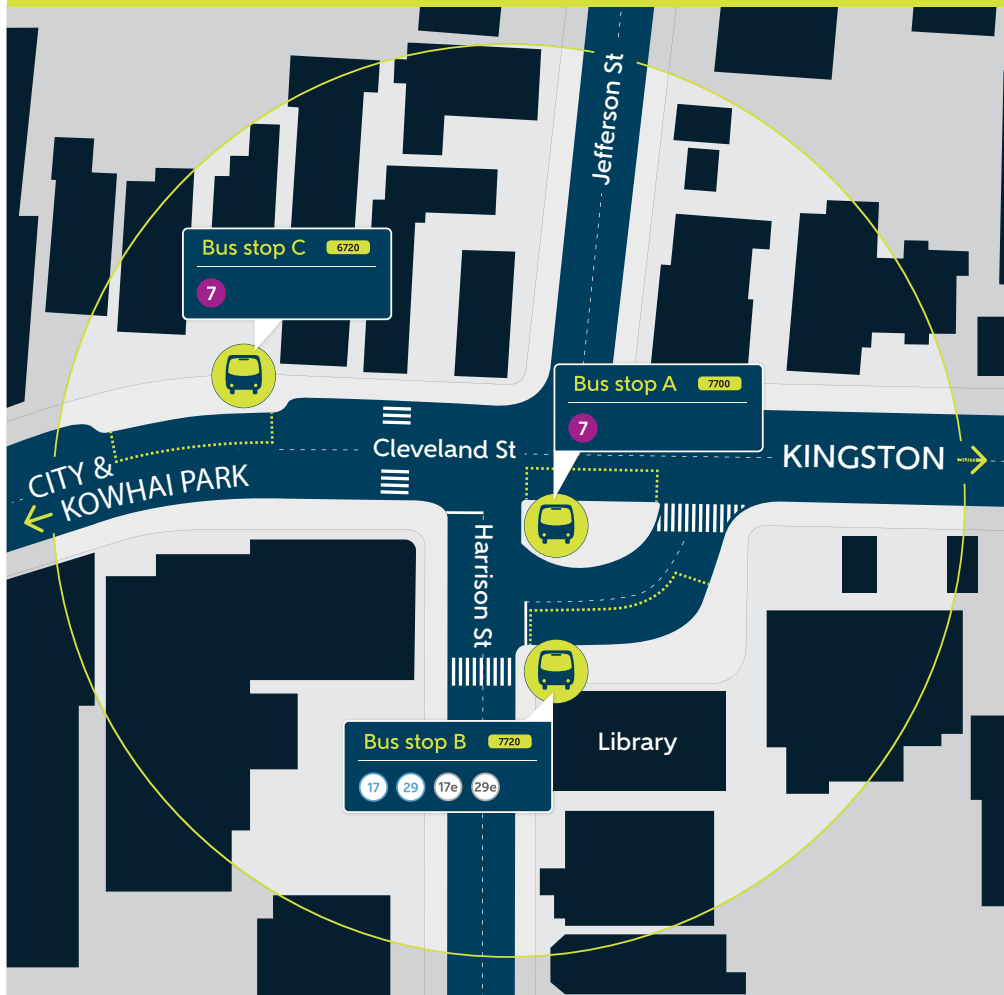 Jefferson St
Bus stop C 6720
7
Bus stop A 7700
7
Cleveland St
KINGSTON
CITY &
KOWHAI PARK
Harrison St
Bus stop B 7720
17 29 17e 29e
Library